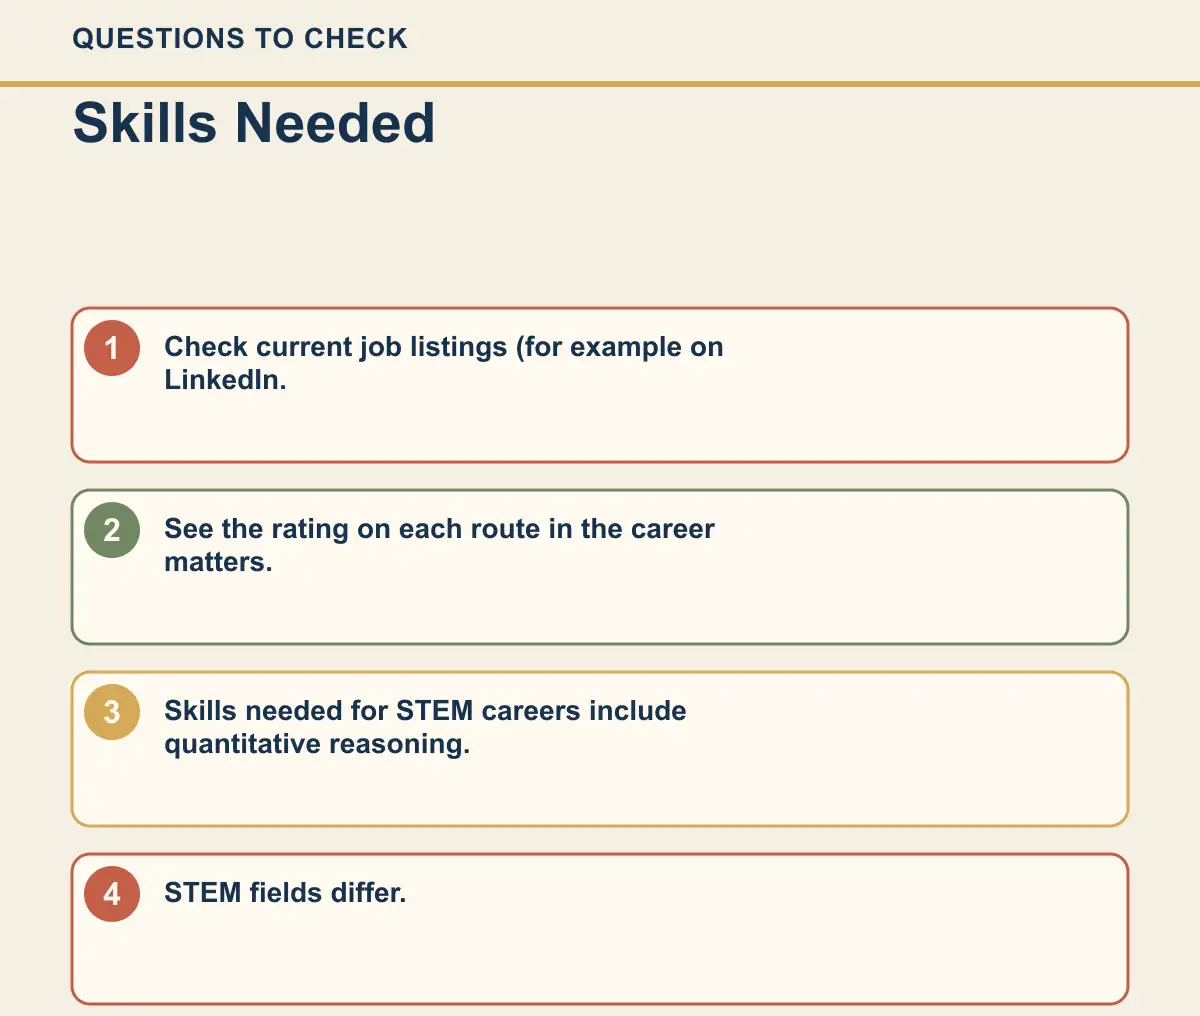 QUESTIONS TO CHECK
Skills Needed
1
Check current job listings (for example on
LinkedIn.
2
See the rating on each route in the career
matters.
3
Skills needed for STEM careers include
quantitative reasoning.
4
STEM fields differ.